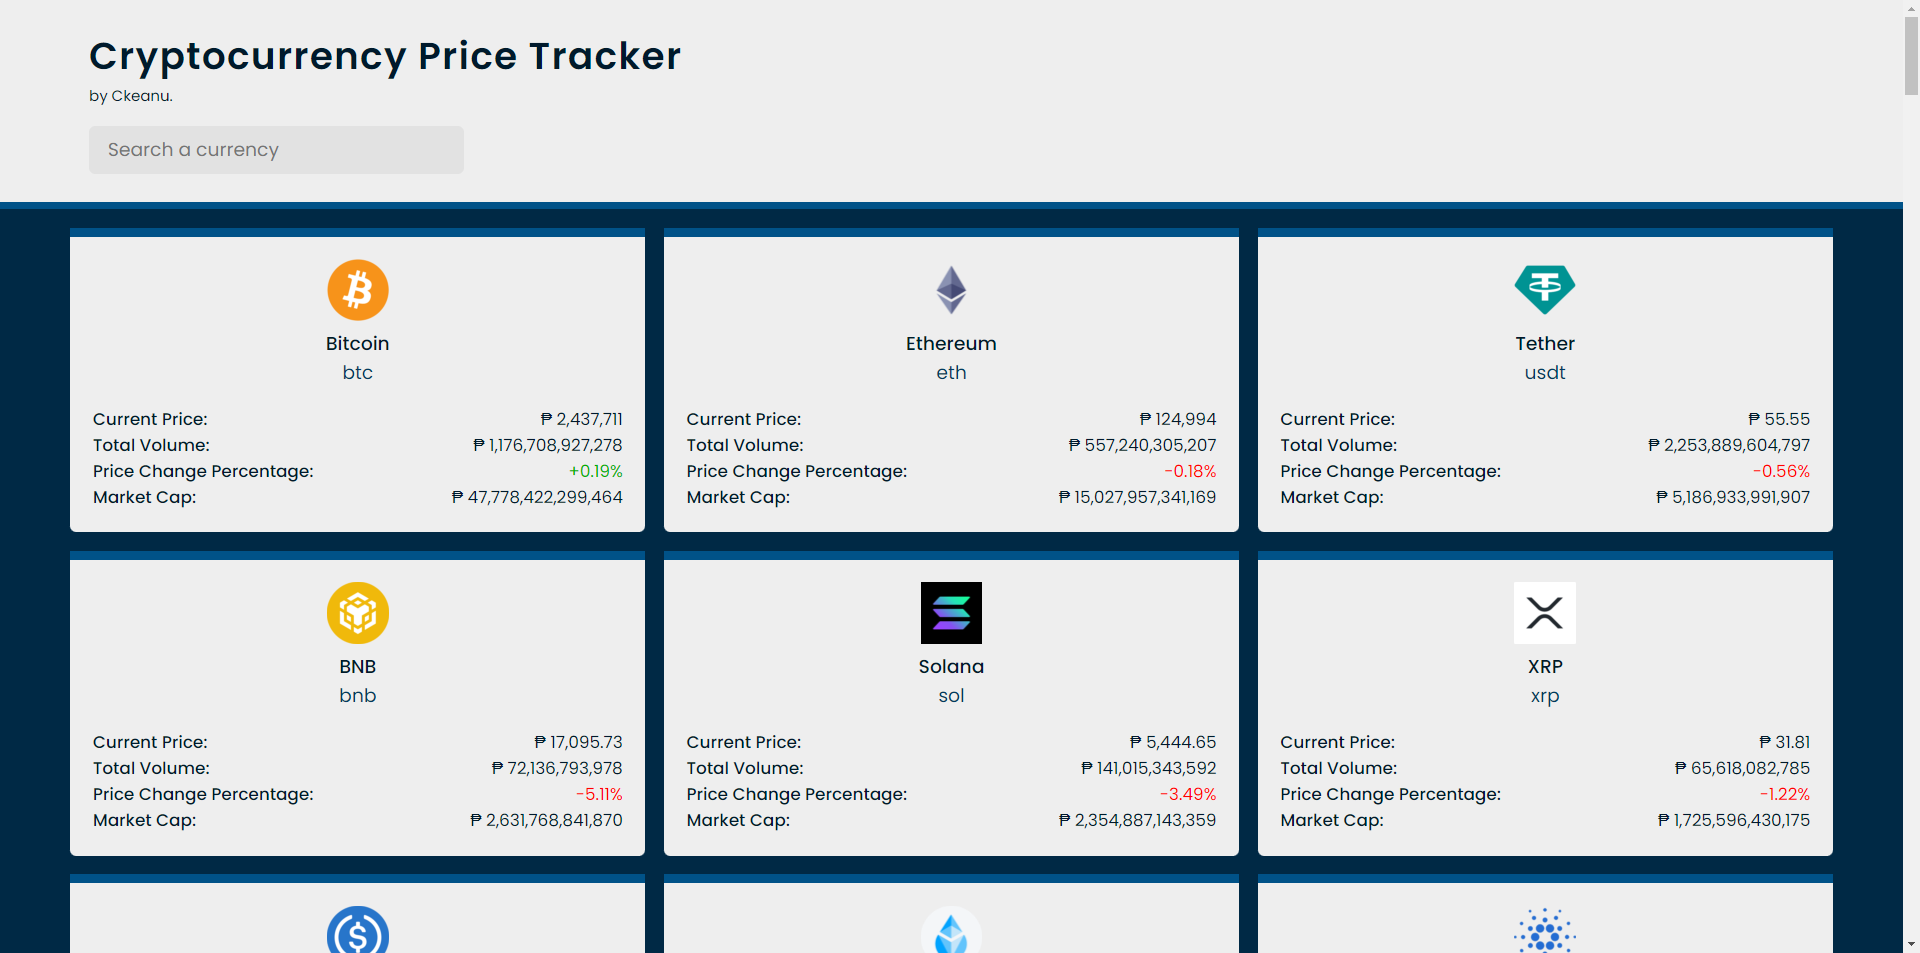 Cryptocurrency Price Tracker
by Ckeanu.
Search a currency
Bitcoin
btc
Current Price: ₱ 2,437,711
Total Volume: ₱ 1,176,708,927,278
Price Change Percentage: +0.19%
Market Cap: ₱ 47,778,422,299,464
Ethereum
eth
Current Price: ₱ 124,994
Total Volume: ₱ 557,240,305,207
Price Change Percentage: -0.18%
Market Cap: ₱ 15,027,957,341,169
Tether
usdt
Current Price: ₱ 55.55
Total Volume: ₱ 2,253,889,604,797
Price Change Percentage: -0.56%
Market Cap: ₱ 5,186,933,991,907
BNB
bnb
Current Price: ₱ 17,095.73
Total Volume: ₱ 72,136,793,978
Price Change Percentage: -5.11%
Market Cap: ₱ 2,631,768,841,870
Solana
sol
Current Price: ₱ 5,444.65
Total Volume: ₱ 141,015,343,592
Price Change Percentage: -3.49%
Market Cap: ₱ 2,354,887,143,359
XRP
xrp
Current Price: ₱ 31.81
Total Volume: ₱ 65,618,082,785
Price Change Percentage: -1.22%
Market Cap: ₱ 1,725,596,430,175